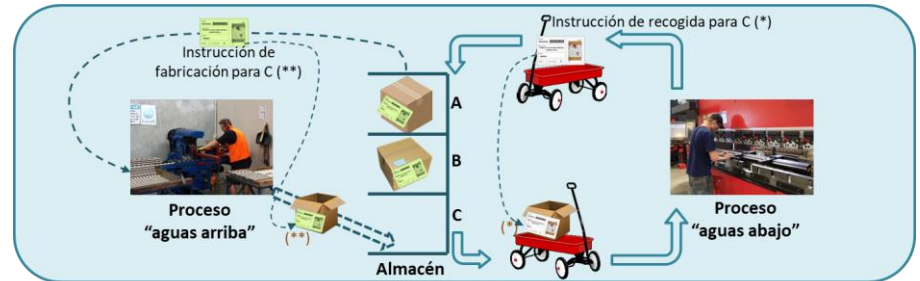 Instrucción de recogida para C (*)
Instrucción de
fabricación para C (**)
A
B
C
Proceso
“aguas arriba”
(**)
Almacén
(*)
Proceso
“aguas abajo”